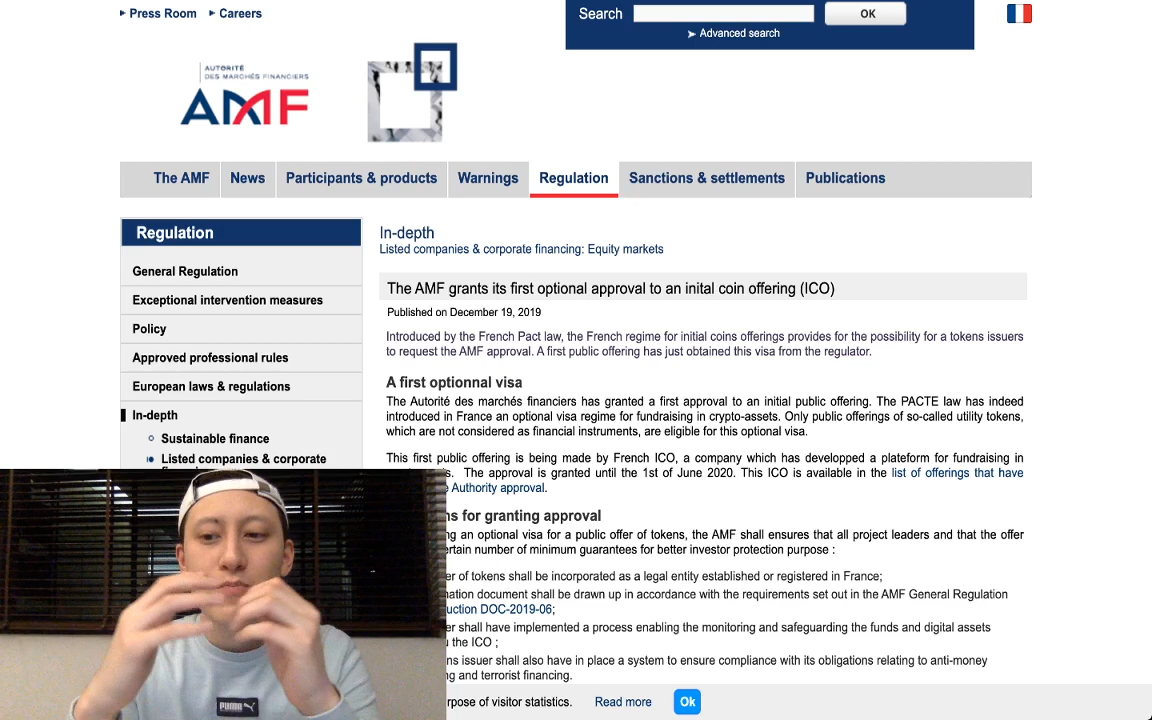 Press Room
Careers
Search
OK
Advanced search
AUTORITÉ
DES MARCHÉS FINANCIERS
AMF
The AMF
News
Participants & products
Warnings
Regulation
Sanctions & settlements
Publications
Regulation
General Regulation
Exceptional intervention measures
Policy
Approved professional rules
European laws & regulations
In-depth
Sustainable finance
Listed companies & corporate
In-depth
Listed companies & corporate financing: Equity markets
The AMF grants its first optional approval to an inital coin offering (ICO)
Published on December 19, 2019
Introduced by the French Pact law, the French regime for initial coins offerings provides for the possibility for a tokens issuers
to request the AMF approval. A first public offering has just obtained this visa from the regulator.
A first optionnal visa
The Autorité des marchés financiers has granted a first approval to an initial public offering. The PACTE law has indeed
introduced in France an optional visa regime for fundraising in crypto-assets. Only public offerings of so-called utility tokens,
which are not considered as financial instruments, are eligible for this optional visa.
This first public offering is being made by French ICO, a company which has developped a plateform for fundraising in
The approval is granted until the 1st of June 2020. This ICO is available in the list of offerings that have
Authority approval.
for granting approval
an optional visa for a public offer of tokens, the AMF shall ensures that all project leaders and that the offer
number of minimum guarantees for better investor protection purpose :
of tokens shall be incorporated as a legal entity established or registered in France;
document shall be drawn up in accordance with the requirements set out in the AMF General Regulation
DOC-2019-06;
shall have implemented a process enabling the monitoring and safeguarding the funds and digital assets
the ICO ;
issuer shall also have in place a system to ensure compliance with its obligations relating to anti-money
and terrorist financing.
of visitor statistics.
Read more
Ok
PUMA